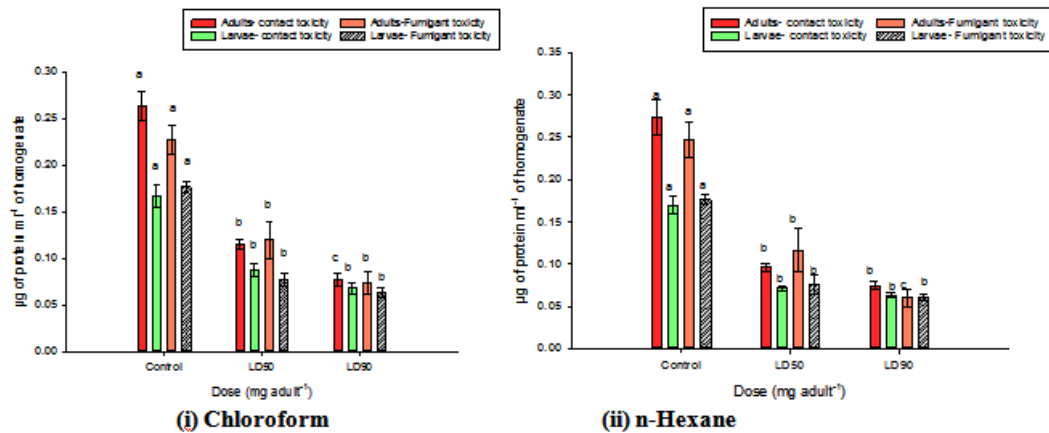 Adults- contact toxicity
Adults-Fumigant toxicity
Larvae- contact toxicity
Larvae- Fumigant toxicity
µg of protein ml⁻¹ of homogenate
0.30
0.25
0.20
0.15
0.10
0.05
0.00
a
a
a
a
b
b
b
b
c
b
b
b
Control
LD50
LD90
Dose (mg adult⁻¹)
(i) Chloroform
Adults- contact toxicity
Adults-Fumigant toxicity
Larvae- contact toxicity
Larvae- Fumigant toxicity
µg of protein ml⁻¹ of homogenate
0.35
0.30
0.25
0.20
0.15
0.10
0.05
0.00
a
a
a
a
b
b
b
b
b
b
c
b
Control
LD50
LD90
Dose (mg adult⁻¹)
(ii) n-Hexane